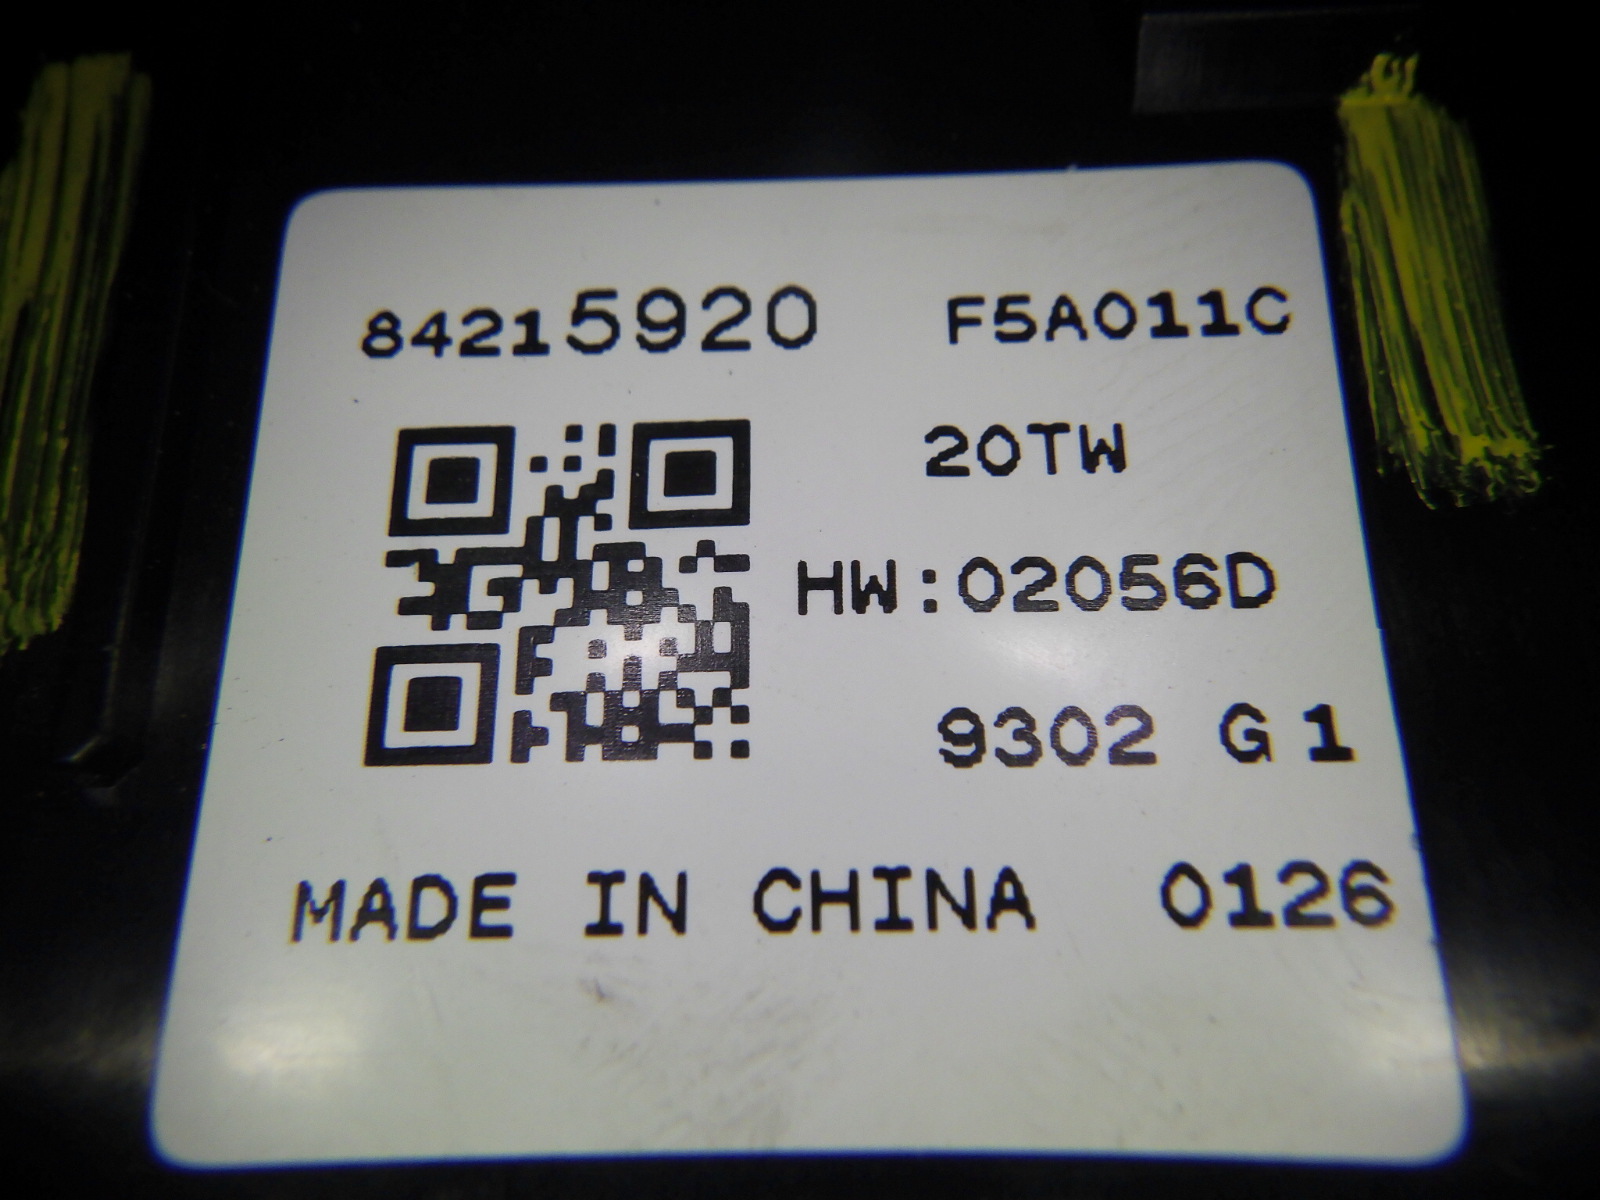 84215920 F5A011C
20TW
HW:02056D
9302 G1
MADE IN CHINA 0126